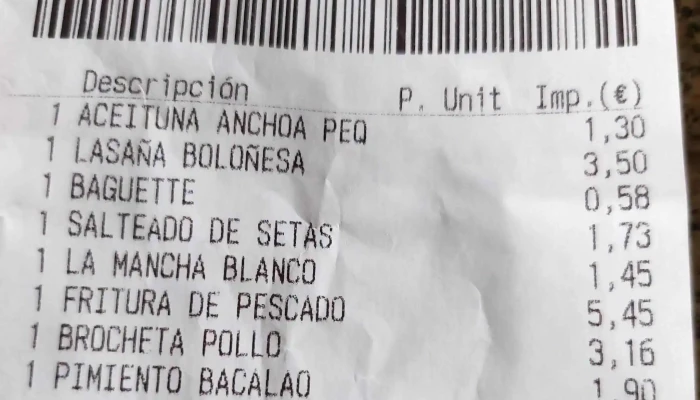 Descripción P. Unit Imp.(€)
1 ACEITUNA ANCHOA PEQ 1,30
1 LASAÑA BOLOÑESA 3,50
1 BAGUETTE 0,58
1 SALTEADO DE SETAS 1,73
1 LA MANCHA BLANCO 1,45
1 FRITURA DE PESCADO 5,45
1 BROCHETA POLLO 3,16
1 PIMIENTO BACALAO 1,90